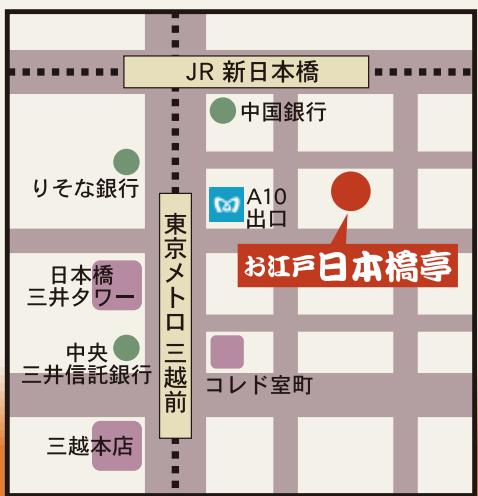 JR 新日本橋
中国銀行
りそな銀行
A10
出口
お江戸日本橋亭
東京メトロ 三越前
日本橋
三井タワー
中央
三井信託銀行
コレド室町
三越本店